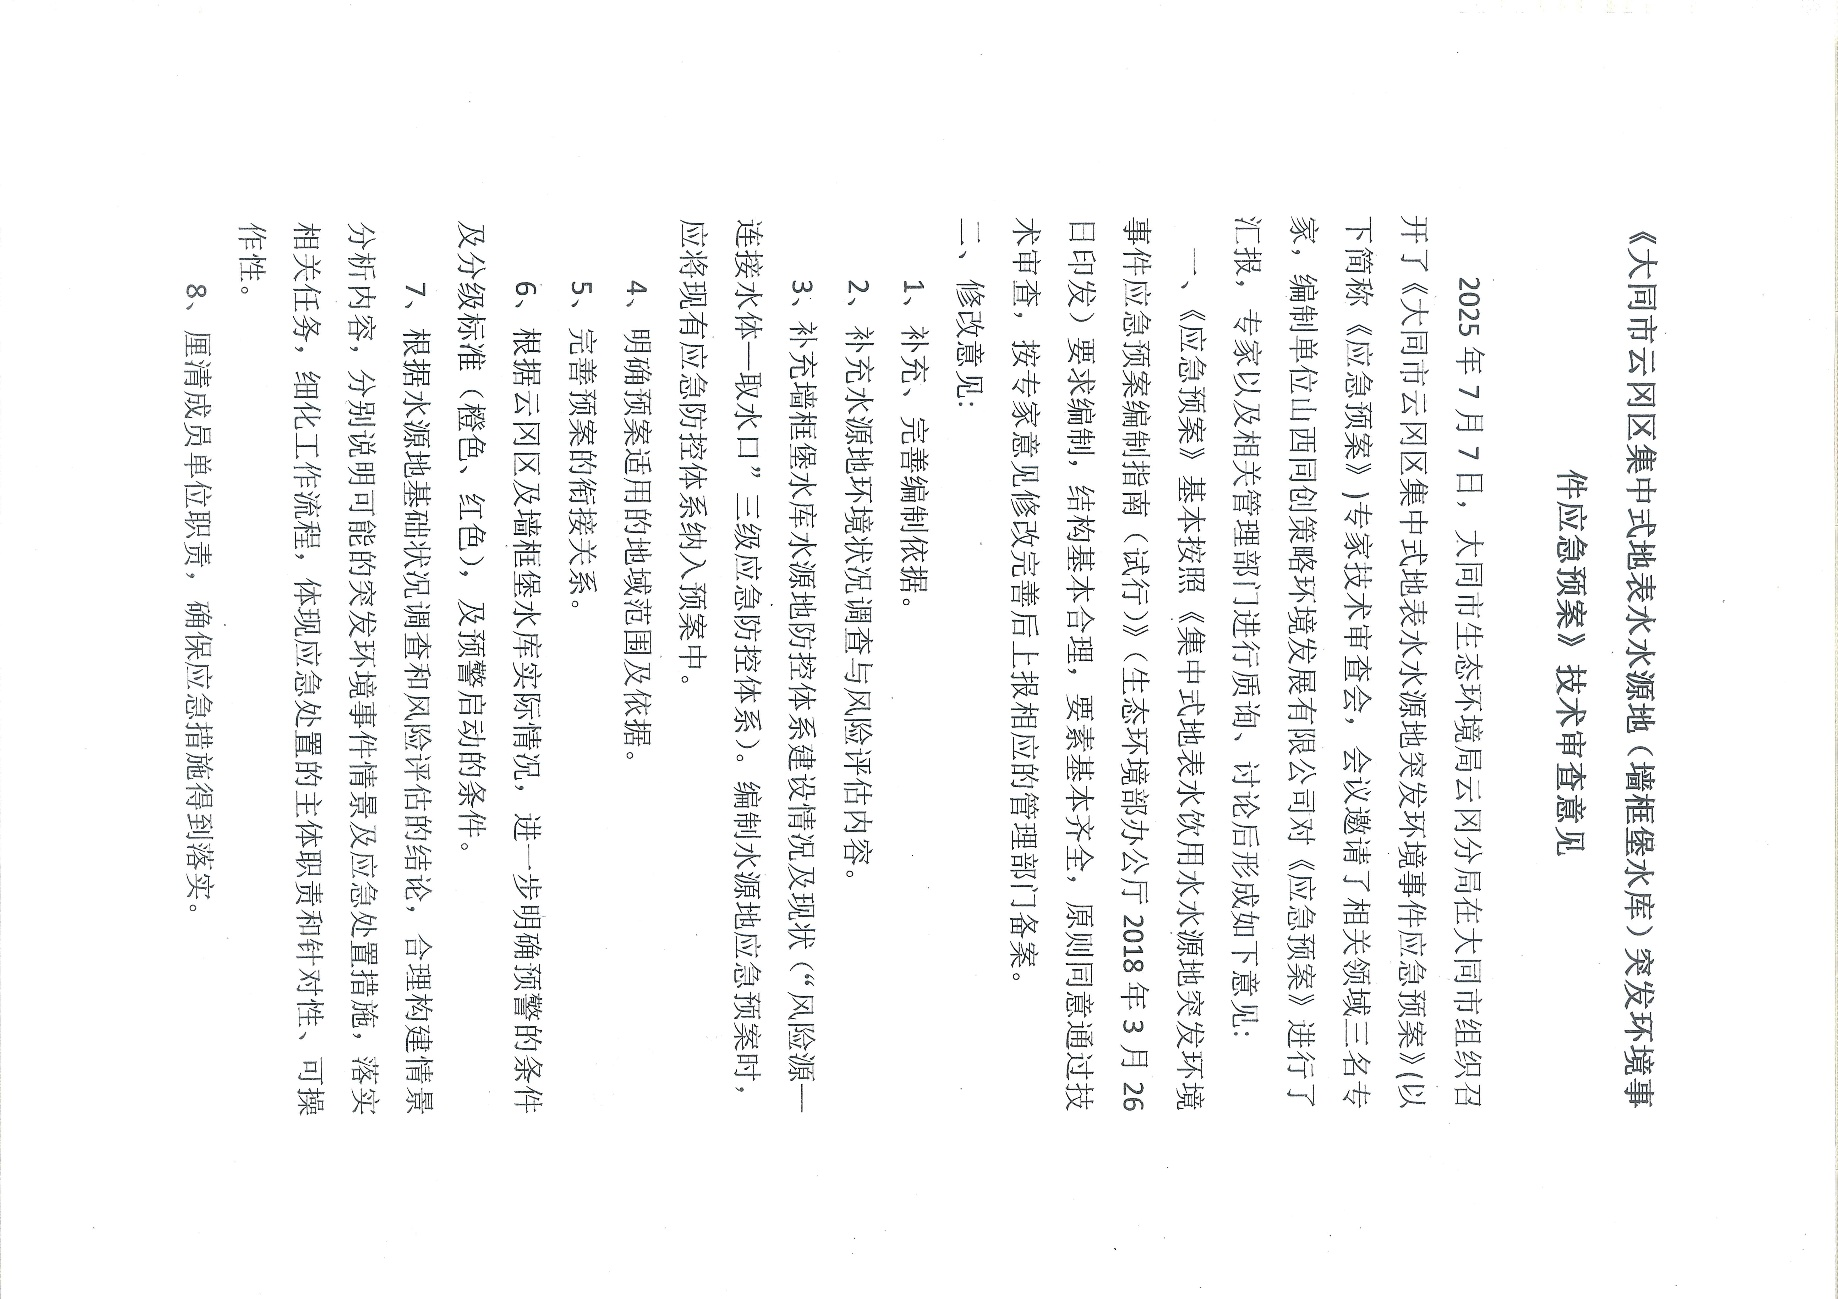 《大同市云冈区集中式地表水水源地（墙框堡水库）突发环境事
件应急预案》技术审查意见
2025 年 7 月 7 日，大同市生态环境局云冈分局在大同市组织召
开了《大同市云冈区集中式地表水水源地突发环境事件应急预案》(以
下简称《应急预案》)专家技术审查会，会议邀请了相关领域三名专
家，编制单位山西同创策略环境发展有限公司对《应急预案》进行了
汇报，专家以及相关管理部门进行质询、讨论后形成如下意见：
一、《应急预案》基本按照《集中式地表水饮用水水源地突发环境
事件应急预案编制指南（试行）》（生态环境部办公厅 2018 年 3 月 26
日印发）要求编制，结构基本合理，要素基本齐全，原则同意通过技
术审查，按专家意见修改完善后上报相应的管理部门备案。
二、修改意见：
1、补充、完善编制依据。
2、补充水源地环境状况调查与风险评估内容。
3、补充墙框堡水库水源地防控体系建设情况及现状（“风险源—
连接水体—取水口”三级应急防控体系）。编制水源地应急预案时，
应将现有应急防控体系纳入预案中。
4、明确预案适用的地域范围及依据。
5、完善预案的衔接关系。
6、根据云冈区及墙框堡水库实际情况，进一步明确预警的条件
及分级标准（橙色、红色），及预警启动的条件。
7、根据水源地基础状况调查和风险评估的结论，合理构建情景
分析内容，分别说明可能的突发环境事件情景及应急处置措施，落实
相关任务，细化工作流程，体现应急处置的主体职责和针对性、可操
作性。
8、厘清成员单位职责，确保应急措施得到落实。